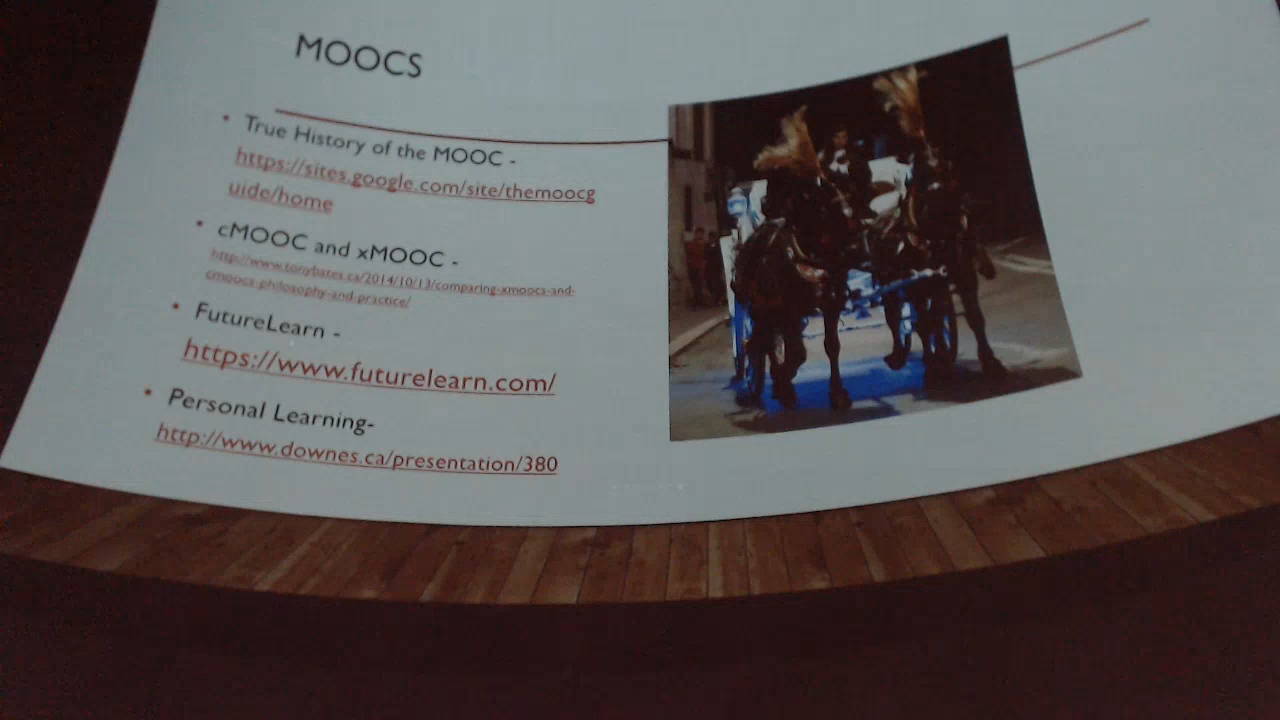 MOOCS
• True History of the MOOC -
https://sites.google.com/site/themoocg
uide/home
• cMOOC and xMOOC -
http://www.tonybates.ca/2014/10/13/comparing-xmoocs-and-
cmoocs-philosophy-and-practice/
• FutureLearn -
https://www.futurelearn.com/
• Personal Learning-
http://www.downes.ca/presentation/380